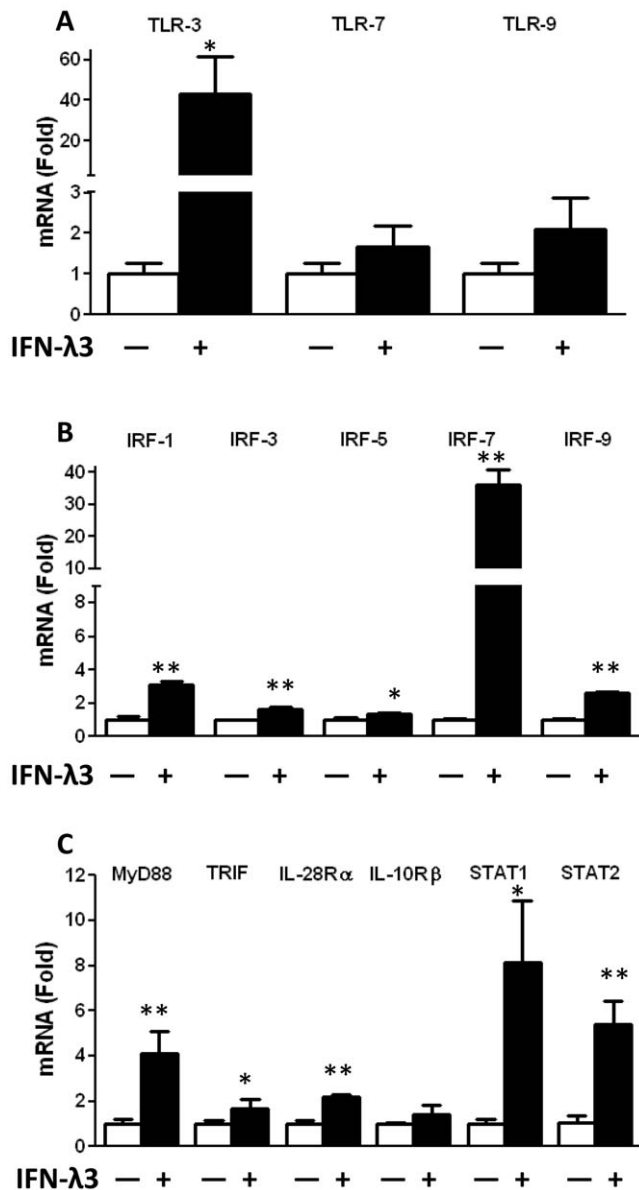 A
TLR-3 TLR-7 TLR-9
*
60
40
20
3
2
1
0
mRNA (Fold)
IFN-λ3 — + — + — +
B
IRF-1 IRF-3 IRF-5 IRF-7 IRF-9
**
40
30
20
10
8
6
4
2
0
mRNA (Fold)
** ** * **
IFN-λ3 — + — + — + — + — +
C
12
10
8
6
4
2
0
mRNA (Fold)
MyD88 TRIF IL-28Rα IL-10Rβ STAT1 STAT2
** * ** * **
IFN-λ3 — + — + — + — + — + — +